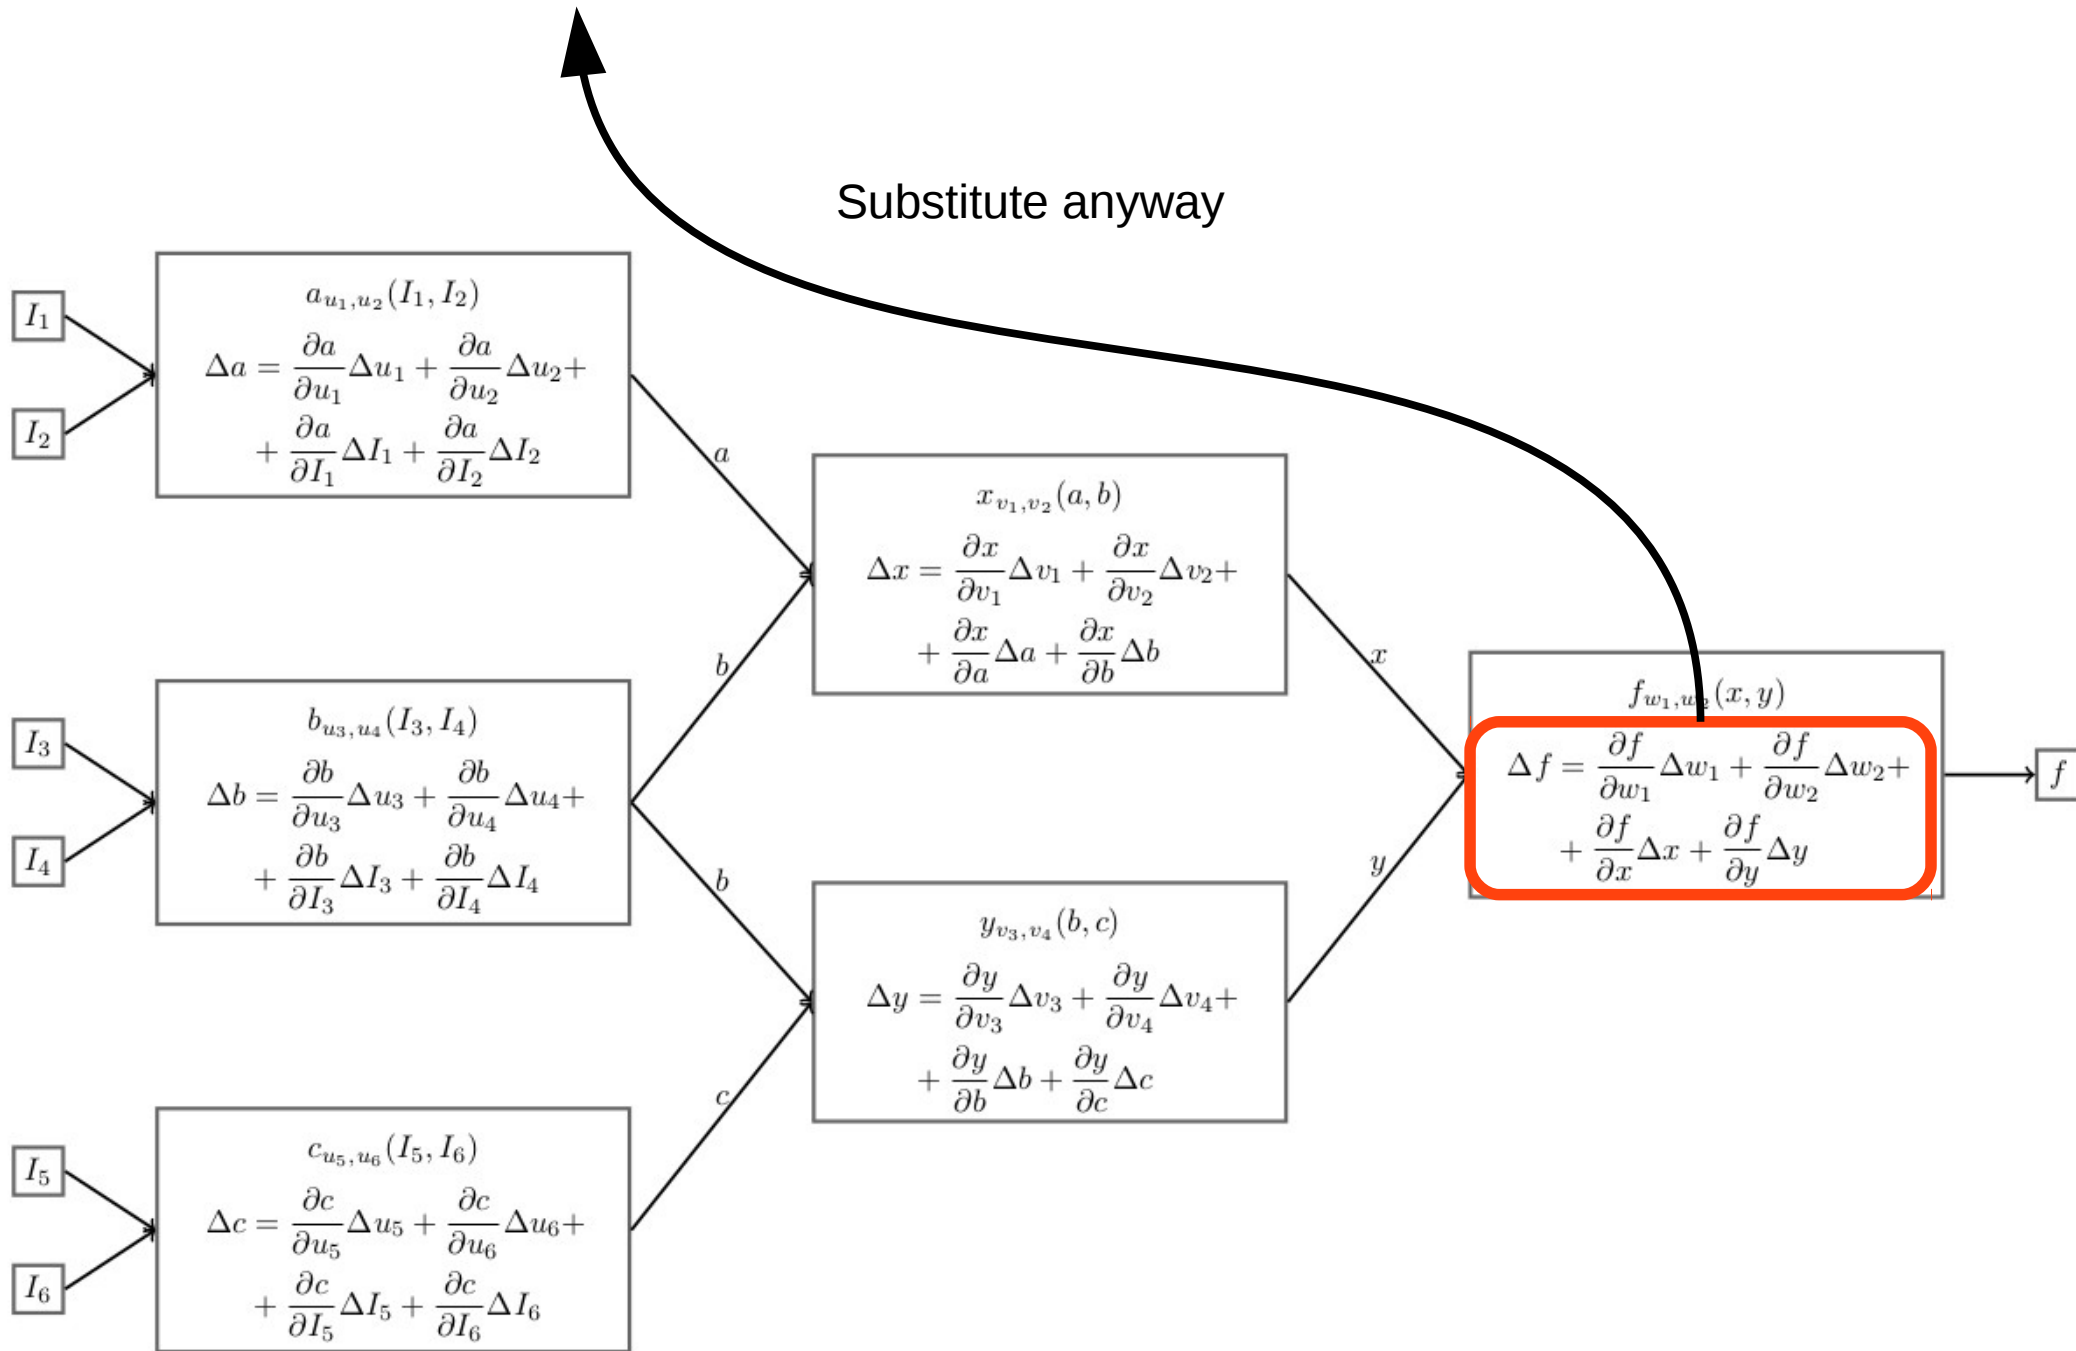 Substitute anyway
I₁
I₂
a_{u₁,u₂}(I₁, I₂)
Δa = ∂a/∂u₁ Δu₁ + ∂a/∂u₂ Δu₂+
+ ∂a/∂I₁ ΔI₁ + ∂a/∂I₂ ΔI₂
a
x_{v₁,v₂}(a, b)
Δx = ∂x/∂v₁ Δv₁ + ∂x/∂v₂ Δv₂+
+ ∂x/∂a Δa + ∂x/∂b Δb
b
x
I₃
I₄
b_{u₃,u₄}(I₃, I₄)
Δb = ∂b/∂u₃ Δu₃ + ∂b/∂u₄ Δu₄+
+ ∂b/∂I₃ ΔI₃ + ∂b/∂I₄ ΔI₄
f_{w₁,w₂}(x, y)
Δf = ∂f/∂w₁ Δw₁ + ∂f/∂w₂ Δw₂+
+ ∂f/∂x Δx + ∂f/∂y Δy
f
b
y
y_{v₃,v₄}(b, c)
Δy = ∂y/∂v₃ Δv₃ + ∂y/∂v₄ Δv₄+
+ ∂y/∂b Δb + ∂y/∂c Δc
c
I₅
I₆
c_{u₅,u₆}(I₅, I₆)
Δc = ∂c/∂u₅ Δu₅ + ∂c/∂u₆ Δu₆+
+ ∂c/∂I₅ ΔI₅ + ∂c/∂I₆ ΔI₆